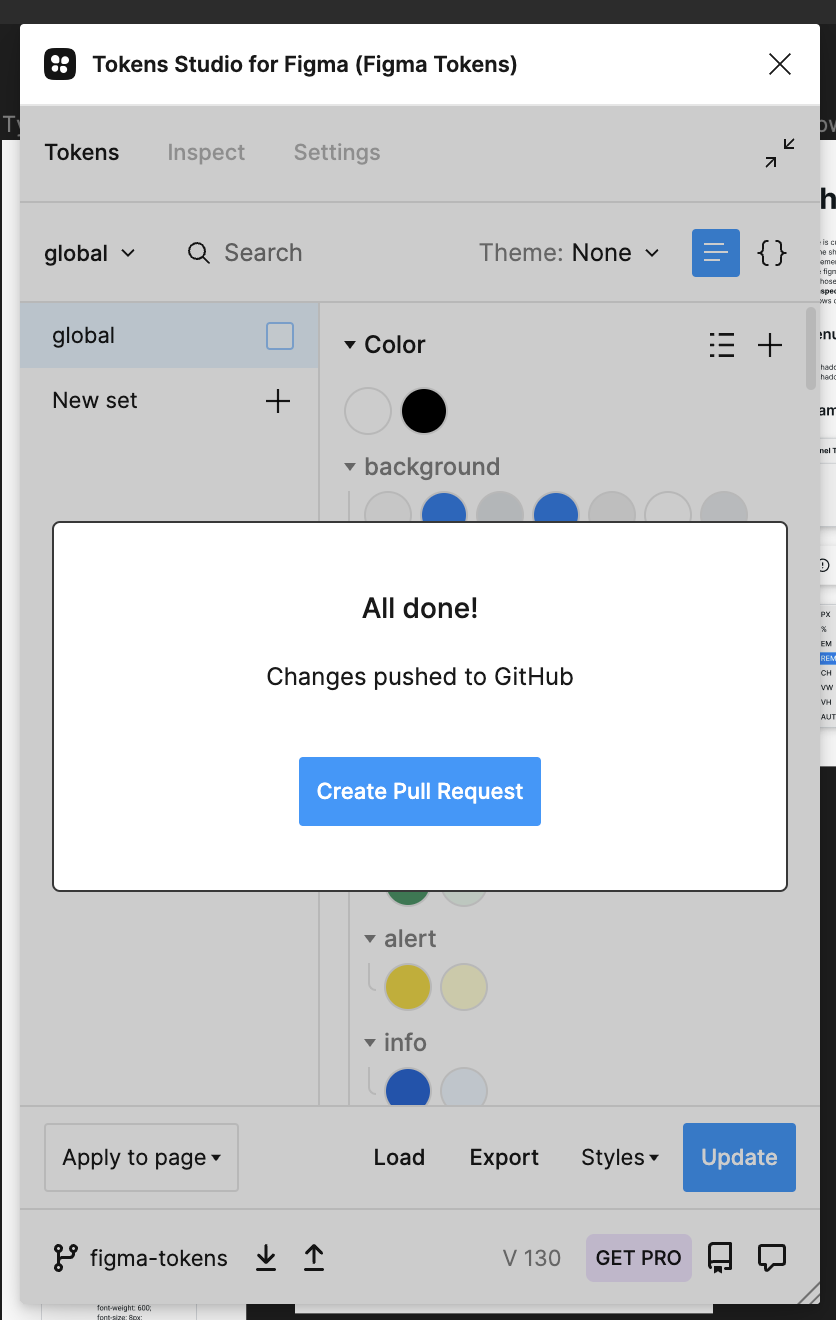 Tokens Studio for Figma (Figma Tokens)
Tokens Inspect Settings
global Search Theme: None {}
global
New set
Color
background
All done!
Changes pushed to GitHub
Create Pull Request
alert
info
Apply to page Load Export Styles Update
figma-tokens V 130 GET PRO
PX
%
EM
REM
CH
VW
VH
font-weight: 600;
font-size: 8px;